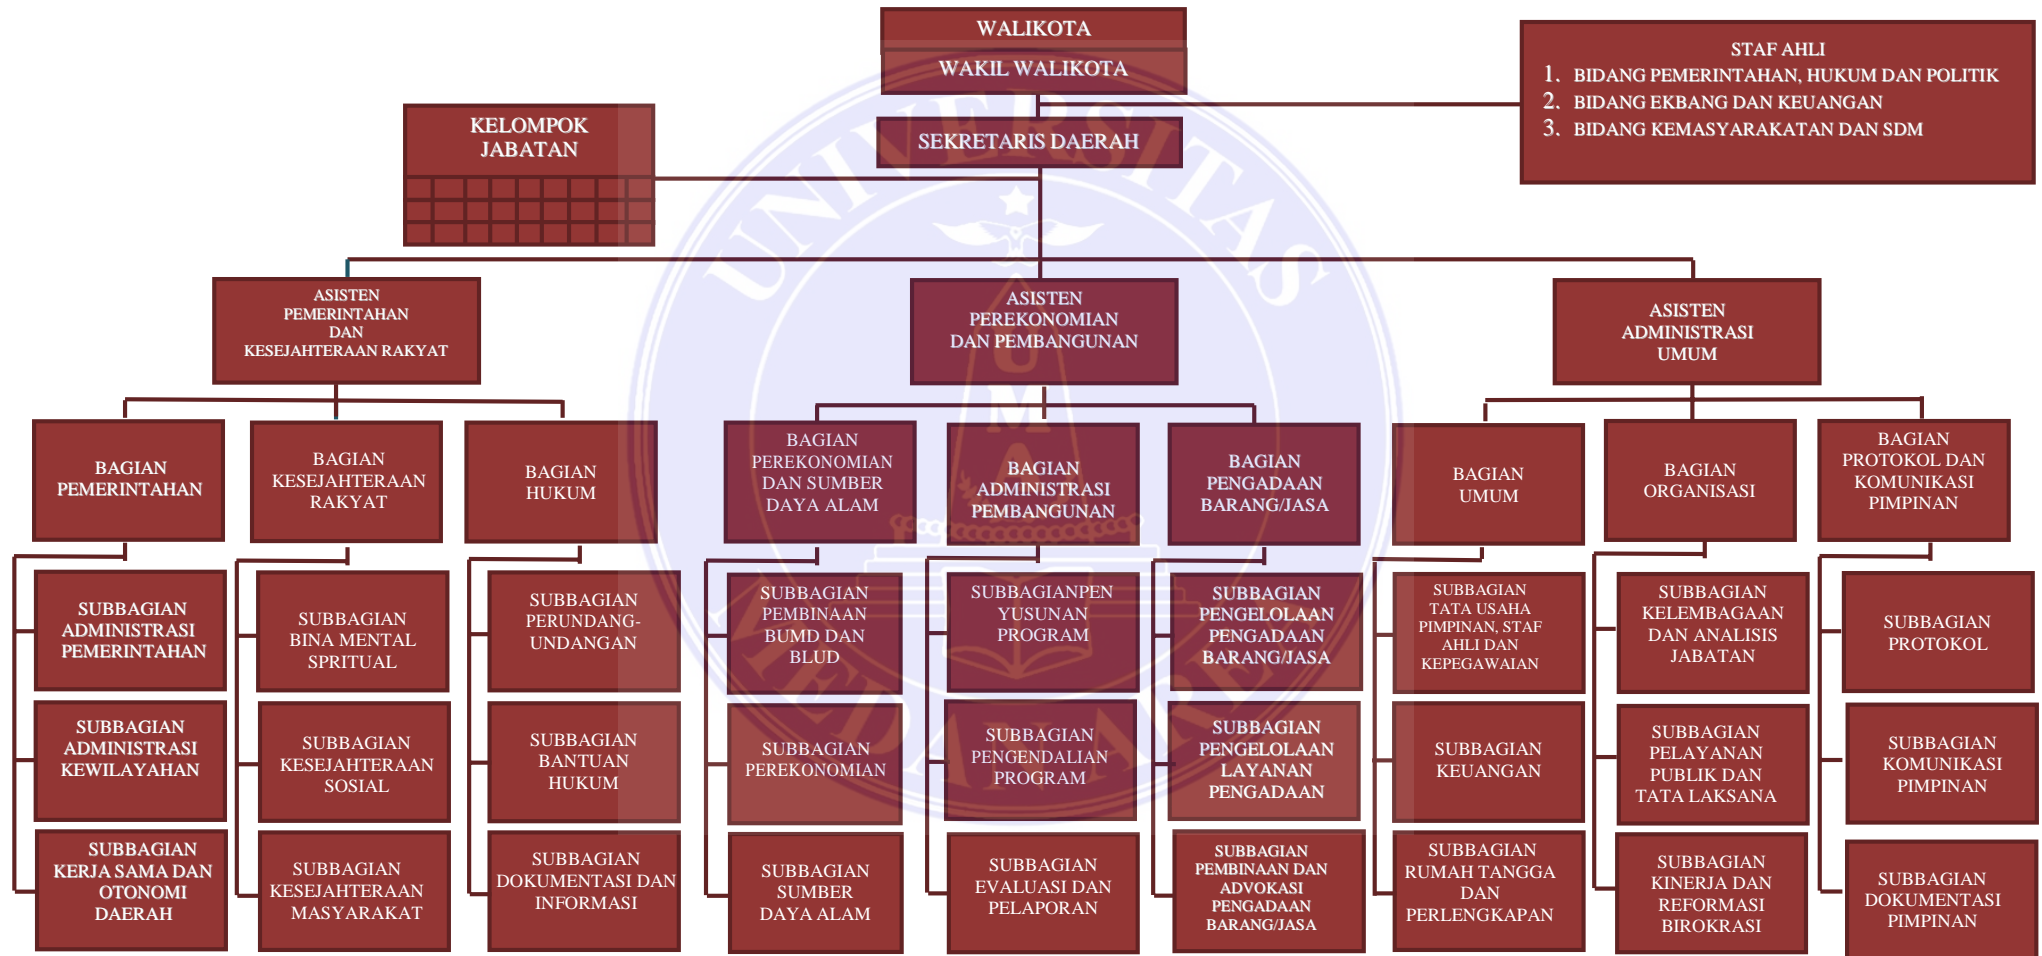 WALIKOTA
WAKIL WALIKOTA
STAF AHLI
1. BIDANG PEMERINTAHAN, HUKUM DAN POLITIK
2. BIDANG EKBANG DAN KEUANGAN
3. BIDANG KEMASYARAKATAN DAN SDM
KELOMPOK
JABATAN
SEKRETARIS DAERAH
UNIVERSITAS
MEDAN AREA
UMA
ASISTEN
PEMERINTAHAN
DAN
KESEJAHTERAAN RAKYAT
ASISTEN
PEREKONOMIAN
DAN PEMBANGUNAN
ASISTEN
ADMINISTRASI
UMUM
BAGIAN
PEMERINTAHAN
BAGIAN
KESEJAHTERAAN
RAKYAT
BAGIAN
HUKUM
BAGIAN
PEREKONOMIAN
DAN SUMBER
DAYA ALAM
BAGIAN
ADMINISTRASI
PEMBANGUNAN
BAGIAN
PENGADAAN
BARANG/JASA
BAGIAN
UMUM
BAGIAN
ORGANISASI
BAGIAN
PROTOKOL DAN
KOMUNIKASI
PIMPINAN
SUBBAGIAN
ADMINISTRASI
PEMERINTAHAN
SUBBAGIAN
BINA MENTAL
SPRITUAL
SUBBAGIAN
PERUNDANG-
UNDANGAN
SUBBAGIAN
PEMBINAAN
BUMD DAN
BLUD
SUBBAGIANPEN
YUSUNAN
PROGRAM
SUBBAGIAN
PENGELOLAAN
PENGADAAN
BARANG/JASA
SUBBAGIAN
TATA USAHA
PIMPINAN, STAF
AHLI DAN
KEPEGAWAIAN
SUBBAGIAN
KELEMBAGAAN
DAN ANALISIS
JABATAN
SUBBAGIAN
PROTOKOL
SUBBAGIAN
ADMINISTRASI
KEWILAYAHAN
SUBBAGIAN
KESEJAHTERAAN
SOSIAL
SUBBAGIAN
BANTUAN
HUKUM
SUBBAGIAN
PEREKONOMIAN
SUBBAGIAN
PENGENDALIAN
PROGRAM
SUBBAGIAN
PENGELOLAAN
LAYANAN
PENGADAAN
SUBBAGIAN
KEUANGAN
SUBBAGIAN
PELAYANAN
PUBLIK DAN
TATA LAKSANA
SUBBAGIAN
KOMUNIKASI
PIMPINAN
SUBBAGIAN
KERJA SAMA DAN
OTONOMI
DAERAH
SUBBAGIAN
KESEJAHTERAAN
MASYARAKAT
SUBBAGIAN
DOKUMENTASI DAN
INFORMASI
SUBBAGIAN
SUMBER
DAYA ALAM
SUBBAGIAN
EVALUASI DAN
PELAPORAN
SUBBAGIAN
PEMBINAAN DAN
ADVOKASI
PENGADAAN
BARANG/JASA
SUBBAGIAN
RUMAH TANGGA
DAN
PERLENGKAPAN
SUBBAGIAN
KINERJA DAN
REFORMASI
BIROKRASI
SUBBAGIAN
DOKUMENTASI
PIMPINAN